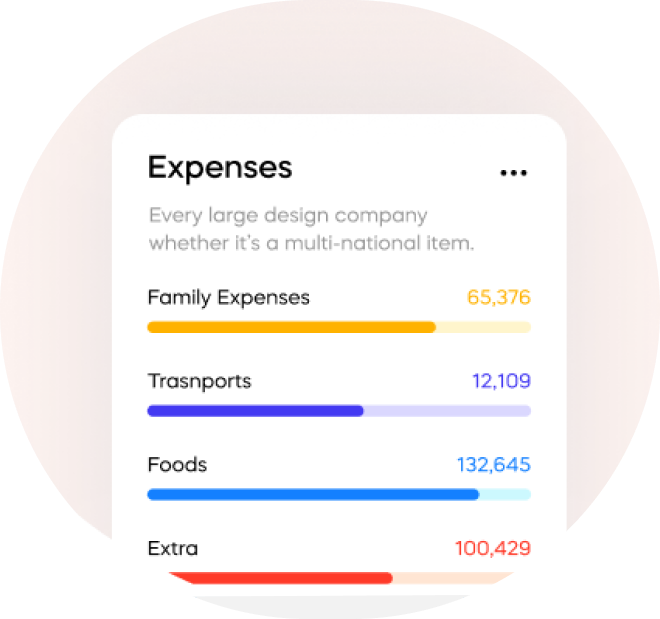 Expenses
Every large design company
whether it's a multi-national item.
Family Expenses 65,376
Trasnports 12,109
Foods 132,645
Extra 100,429